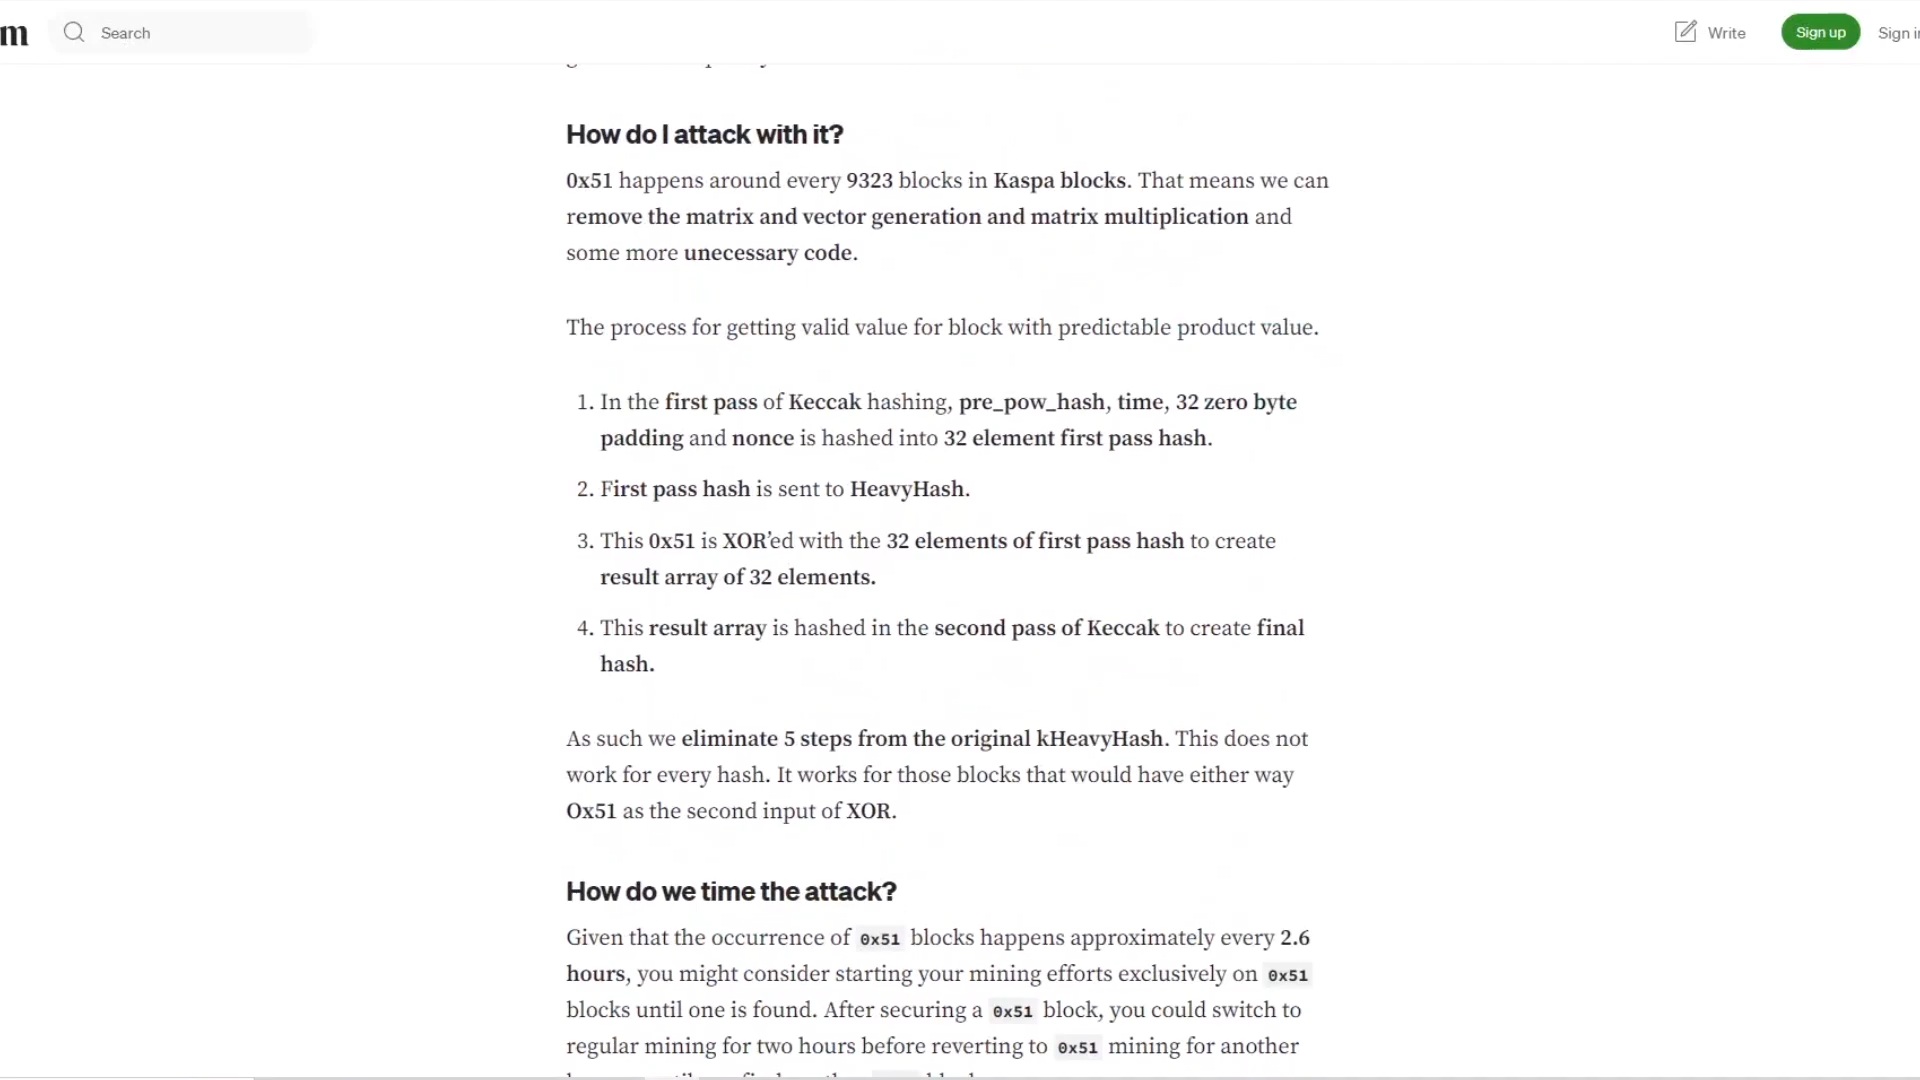 m
Search
Write
Sign up
Sign in
How do I attack with it?
0x51 happens around every 9323 blocks in Kaspa blocks. That means we can
remove the matrix and vector generation and matrix multiplication and
some more unecessary code.
The process for getting valid value for block with predictable product value.
1. In the first pass of Keccak hashing, pre_pow_hash, time, 32 zero byte
padding and nonce is hashed into 32 element first pass hash.
2. First pass hash is sent to HeavyHash.
3. This 0x51 is XOR’ed with the 32 elements of first pass hash to create
result array of 32 elements.
4. This result array is hashed in the second pass of Keccak to create final
hash.
As such we eliminate 5 steps from the original kHeavyHash. This does not
work for every hash. It works for those blocks that would have either way
Ox51 as the second input of XOR.
How do we time the attack?
Given that the occurrence of 0x51 blocks happens approximately every 2.6
hours, you might consider starting your mining efforts exclusively on 0x51
blocks until one is found. After securing a 0x51 block, you could switch to
regular mining for two hours before reverting to 0x51 mining for another